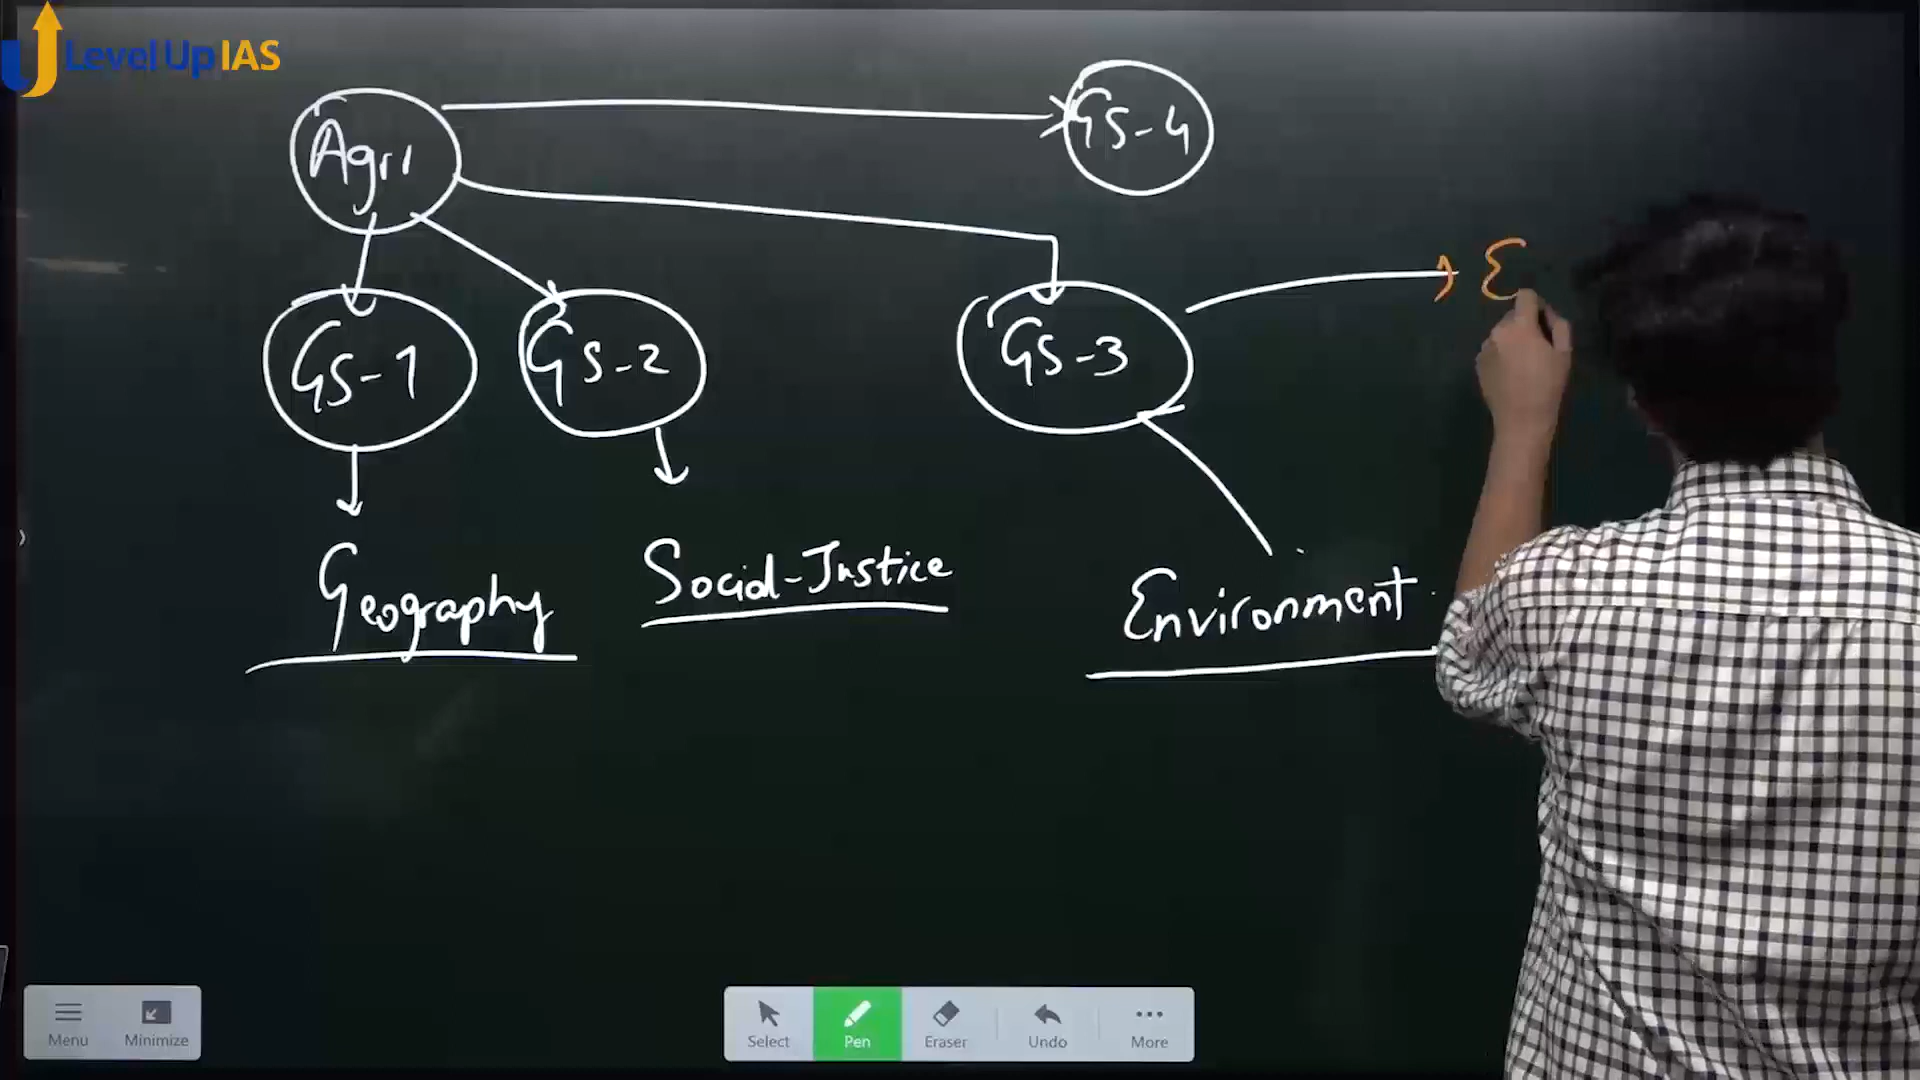 Level Up IAS
Agri
GS-4
GS-1
GS-2
GS-3
E
Geography
Social-Justice
Environment
Menu
Minimize
Select
Pen
Eraser
Undo
More